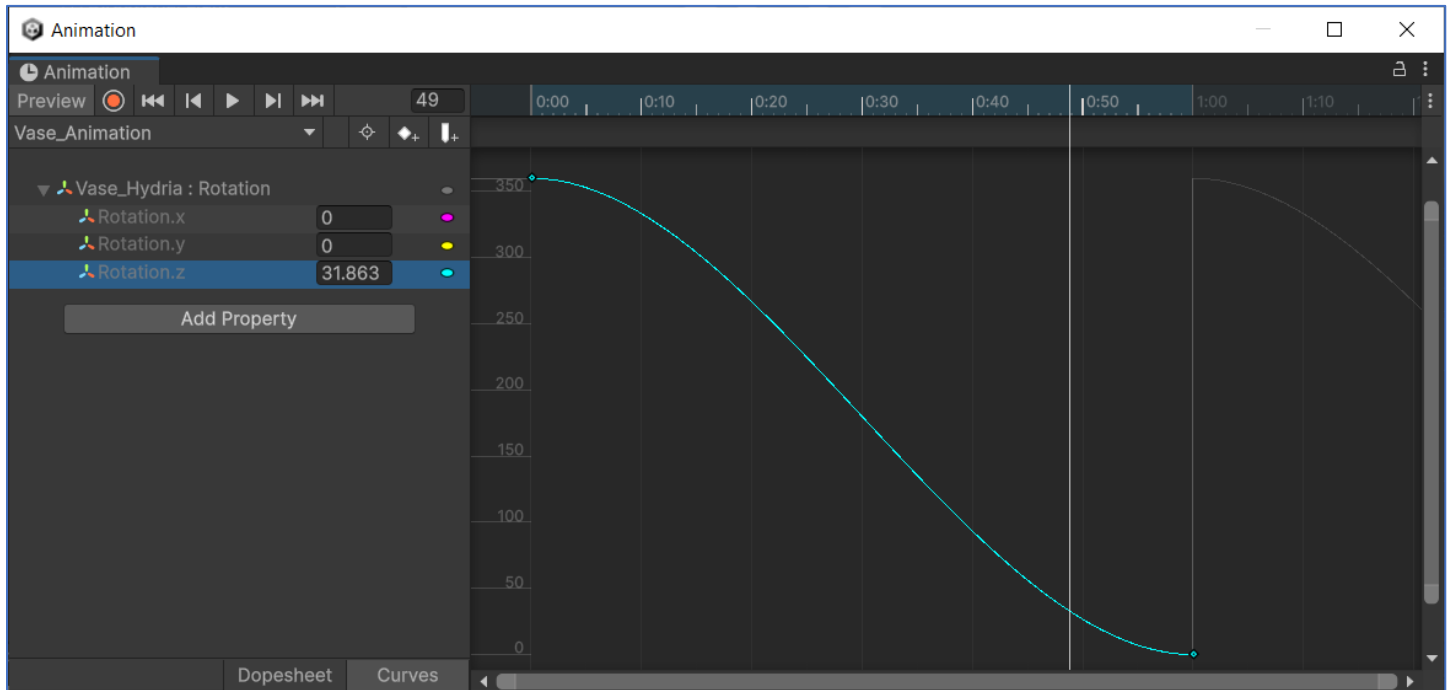 Animation
Animation
Preview 49 0:00 0:10 0:20 0:30 0:40 0:50 1:00 1:10
Vase_Animation
Vase_Hydria : Rotation
Rotation.x 0
Rotation.y 0
Rotation.z 31.863
Add Property
350
300
250
200
150
100
50
0
Dopesheet Curves